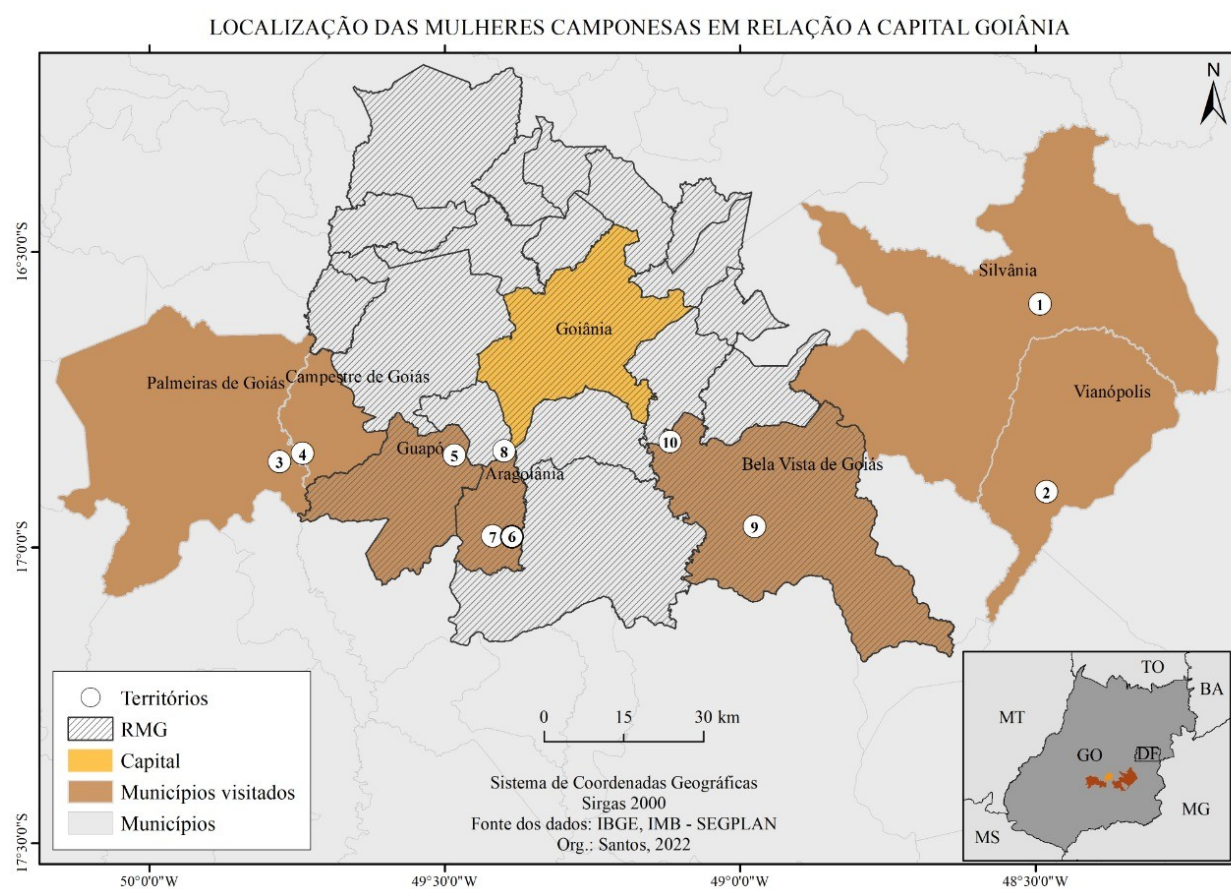 LOCALIZAÇÃO DAS MULHERES CAMPONESAS EM RELAÇÃO A CAPITAL GOIÂNIA
50°0'0"W
49°30'0"W
49°0'0"W
48°30'0"W
16°30'0"S
17°0'0"S
17°30'0"S
N
Silvânia
1
Goiânia
Palmeiras de Goiás
Campestre de Goiás
Vianópolis
Guapó
10
8
4
5
3
Bela Vista de Goiás
Aragoiânia
2
9
7
6
Territórios
RMG
Capital
Municípios visitados
Municípios
0 15 30 km
Sistema de Coordenadas Geográficas
Sirgas 2000
Fonte dos dados: IBGE, IMB - SEGPLAN
Org.: Santos, 2022
TO
BA
MT
GO
DF
MG
MS